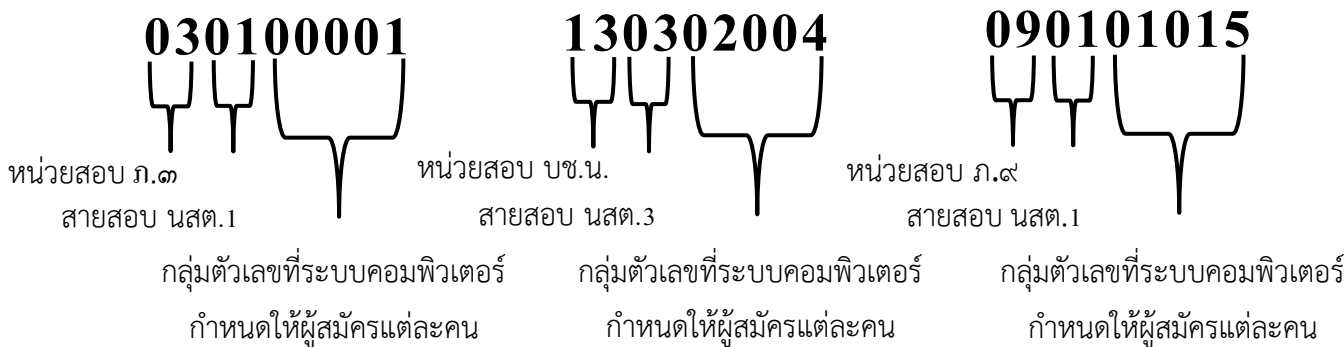 030100001 130302004 090101015
หน่วยสอบ ภ.๓ หน่วยสอบ บช.น. หน่วยสอบ ภ.๙
สายสอบ นสต.1 สายสอบ นสต.3 สายสอบ นสต.1
กลุ่มตัวเลขที่ระบบคอมพิวเตอร์ กลุ่มตัวเลขที่ระบบคอมพิวเตอร์ กลุ่มตัวเลขที่ระบบคอมพิวเตอร์
กำหนดให้ผู้สมัครแต่ละคน กำหนดให้ผู้สมัครแต่ละคน กำหนดให้ผู้สมัครแต่ละคน